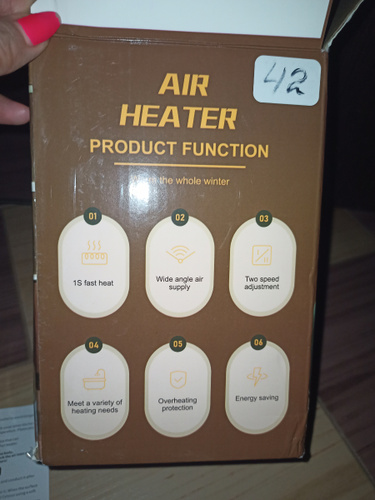 42
AIR
HEATER
PRODUCT FUNCTION
the whole winter
01
1S fast heat
02
Wide angle air
supply
03
Two speed
adjustment
04
Meet a variety of
heating needs
05
Overheating
protection
06
Energy saving